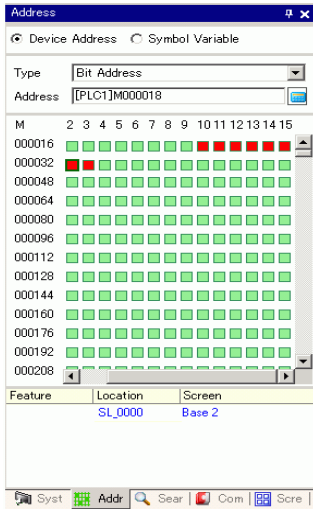 Address
Device Address Symbol Variable
Type Bit Address
Address [PLC1]M000018
M 2 3 4 5 6 7 8 9 10 11 12 13 14 15
000016
000032
000048
000064
000080
000096
000112
000128
000144
000160
000176
000192
000208
Feature Location Screen
SL_0000 Base 2
Syst Addr Sear Com Scre